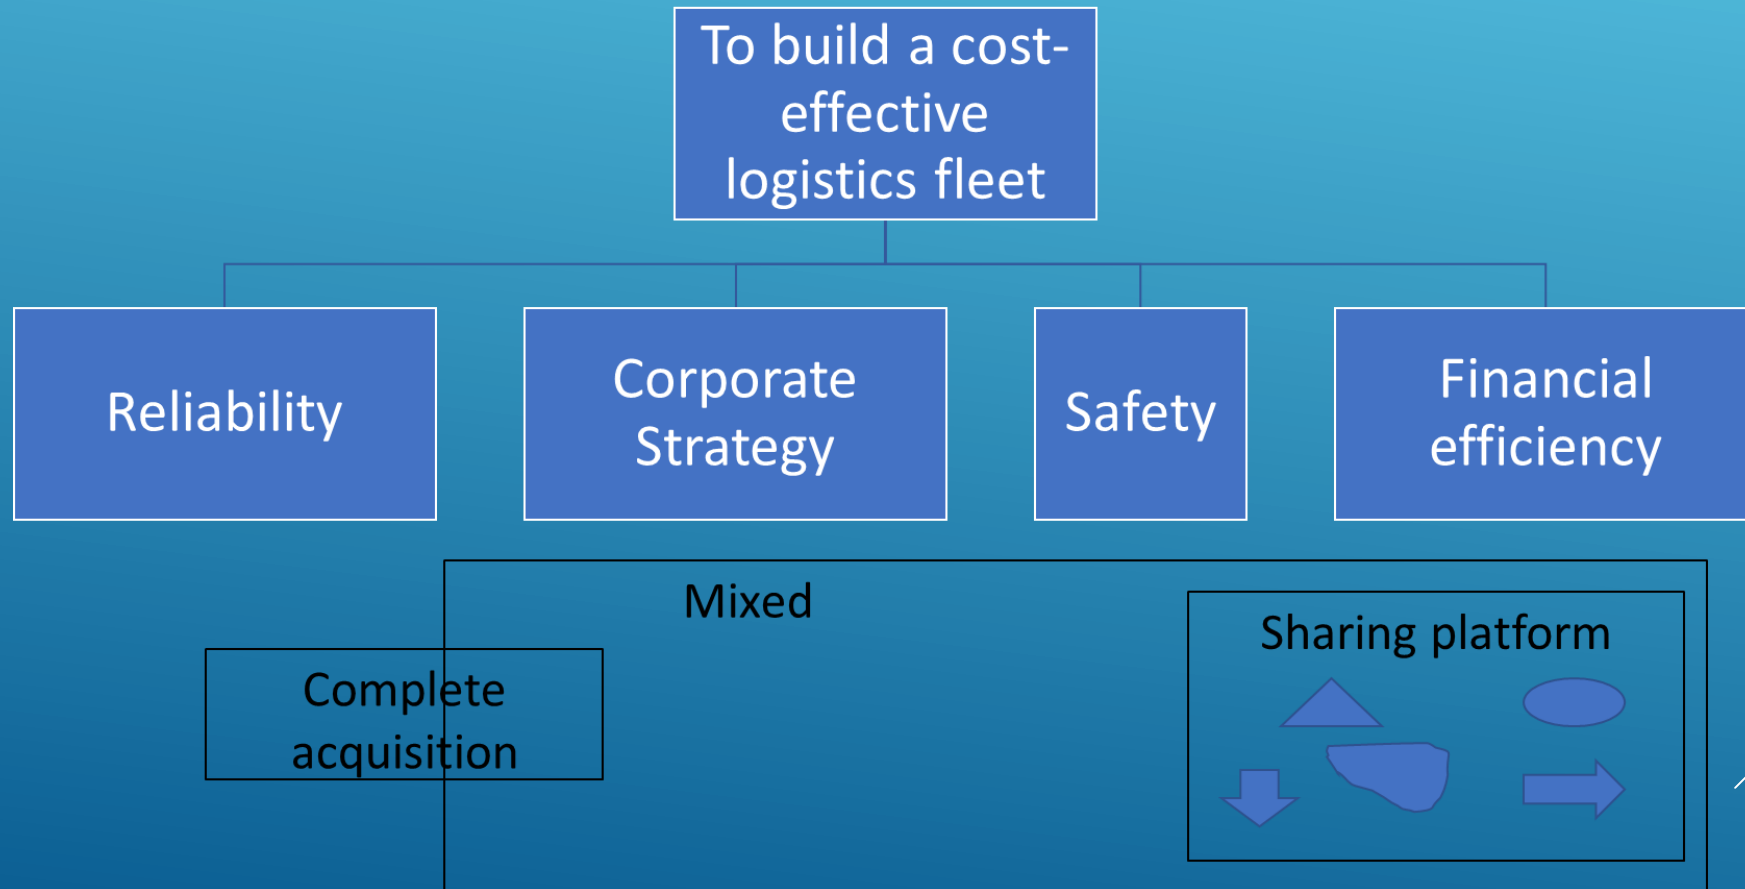 To build a cost-
effective
logistics fleet
Reliability
Corporate
Strategy
Safety
Financial
efficiency
Mixed
Sharing platform
Complete
acquisition